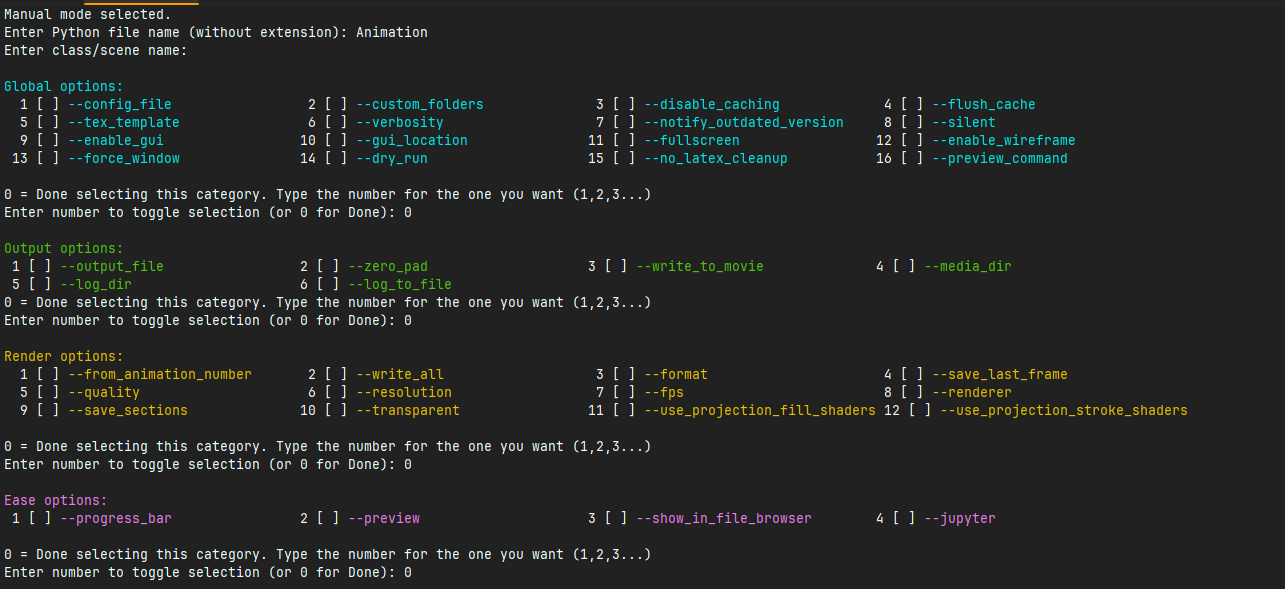 Manual mode selected.
Enter Python file name (without extension): Animation
Enter class/scene name:
Global options:
1 [ ] --config_file 2 [ ] --custom_folders 3 [ ] --disable_caching 4 [ ] --flush_cache
5 [ ] --tex_template 6 [ ] --verbosity 7 [ ] --notify_outdated_version 8 [ ] --silent
9 [ ] --enable_gui 10 [ ] --gui_location 11 [ ] --fullscreen 12 [ ] --enable_wireframe
13 [ ] --force_window 14 [ ] --dry_run 15 [ ] --no_latex_cleanup 16 [ ] --preview_command
0 = Done selecting this category. Type the number for the one you want (1,2,3...)
Enter number to toggle selection (or 0 for Done): 0
Output options:
1 [ ] --output_file 2 [ ] --zero_pad 3 [ ] --write_to_movie 4 [ ] --media_dir
5 [ ] --log_dir 6 [ ] --log_to_file
0 = Done selecting this category. Type the number for the one you want (1,2,3...)
Enter number to toggle selection (or 0 for Done): 0
Render options:
1 [ ] --from_animation_number 2 [ ] --write_all 3 [ ] --format 4 [ ] --save_last_frame
5 [ ] --quality 6 [ ] --resolution 7 [ ] --fps 8 [ ] --renderer
9 [ ] --save_sections 10 [ ] --transparent 11 [ ] --use_projection_fill_shaders 12 [ ] --use_projection_stroke_shaders
0 = Done selecting this category. Type the number for the one you want (1,2,3...)
Enter number to toggle selection (or 0 for Done): 0
Ease options:
1 [ ] --progress_bar 2 [ ] --preview 3 [ ] --show_in_file_browser 4 [ ] --jupyter
0 = Done selecting this category. Type the number for the one you want (1,2,3...)
Enter number to toggle selection (or 0 for Done): 0